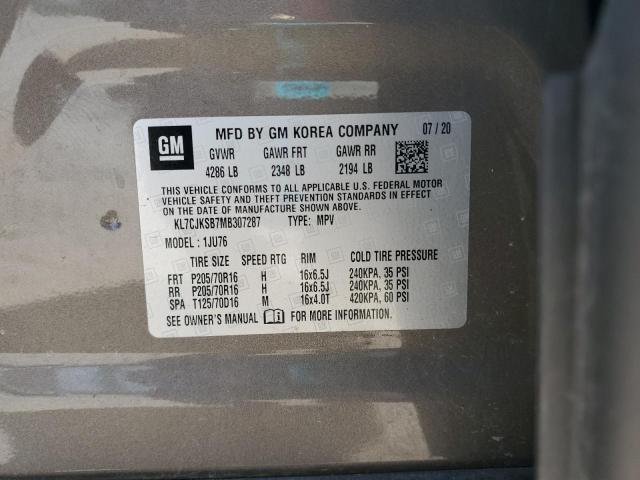 GM MFD BY GM KOREA COMPANY 07/20
GVWR GAWR FRT GAWR RR
4286 LB 2348 LB 2194 LB
THIS VEHICLE CONFORMS TO ALL APPLICABLE U.S. FEDERAL MOTOR
VEHICLE SAFETY AND THEFT PREVENTION STANDARDS IN EFFECT
ON THE DATE OF MANUFACTURE SHOWN ABOVE.
KL7CJKSB7MB307287 TYPE: MPV
MODEL: 1JU76
TIRE SIZE SPEED RTG RIM COLD TIRE PRESSURE
FRT P205/70R16 H 16x6.5J 240KPA, 35 PSI
RR P205/70R16 H 16x6.5J 240KPA, 35 PSI
SPA T125/70D16 M 16x4.0T 420KPA, 60 PSI
SEE OWNER'S MANUAL FOR MORE INFORMATION.